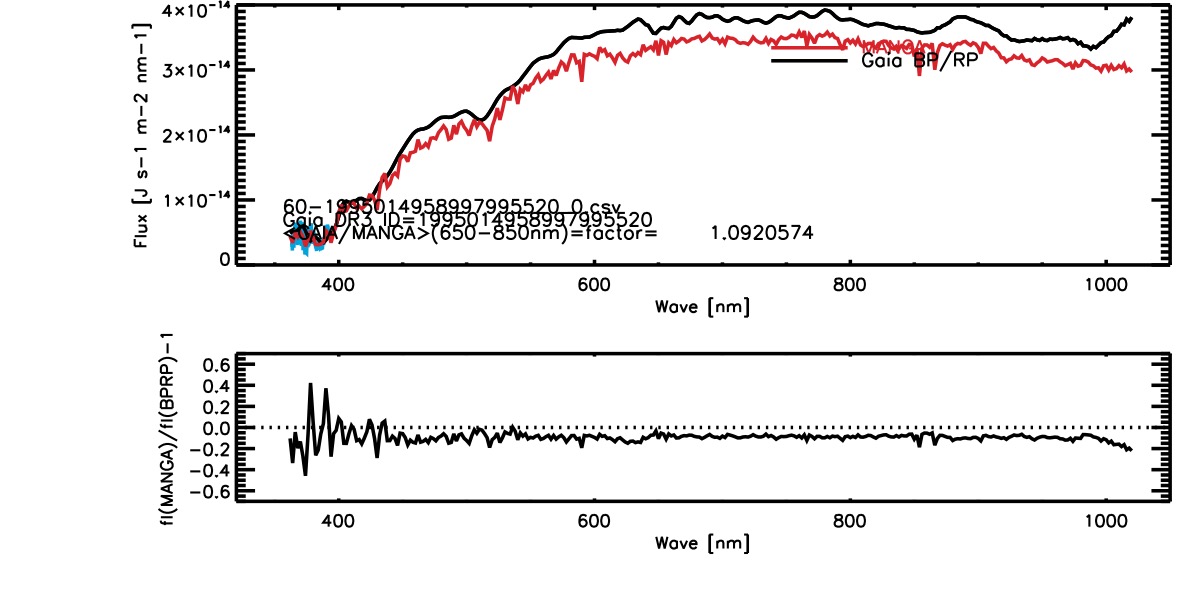 4×10−14
3×10−14
2×10−14
1×10−14
0
Flux [J s−1 m−2 nm−1]
MANGA
Gaia BP/RP
60-1995014958997995520_0.csv
Gaia DR3 ID=1995014958997995520
<GAIA/MANGA>(650−850nm)=factor= 1.0920574
400 600 800 1000
Wave [nm]
fl(MANGA)/fl(BPRP)−1
0.6
0.4
0.2
0.0
−0.2
−0.4
−0.6
400 600 800 1000
Wave [nm]